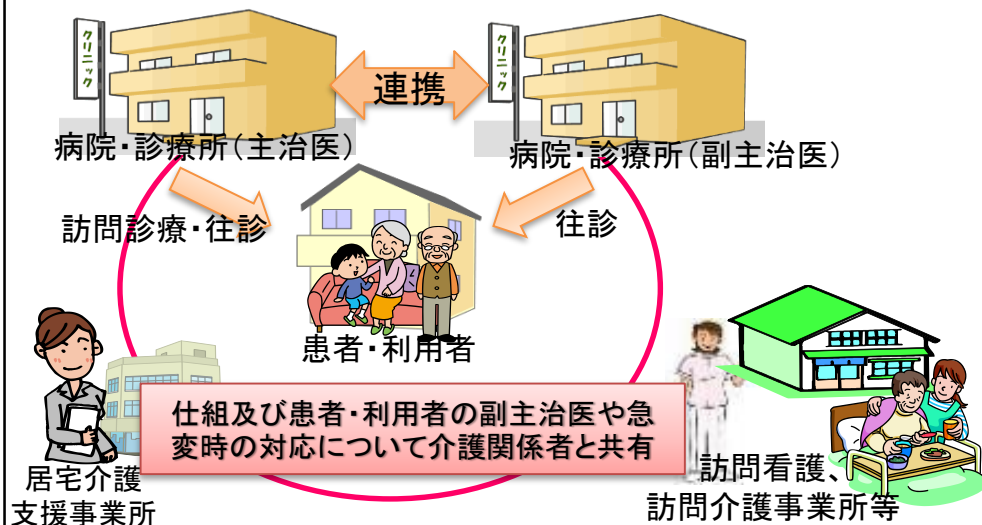 クリニック
クリニック
連携
病院・診療所（主治医）
病院・診療所（副主治医）
訪問診療・往診
往診
患者・利用者
仕組及び患者・利用者の副主治医や急
変時の対応について介護関係者と共有
居宅介護
支援事業所
訪問看護、
訪問介護事業所等